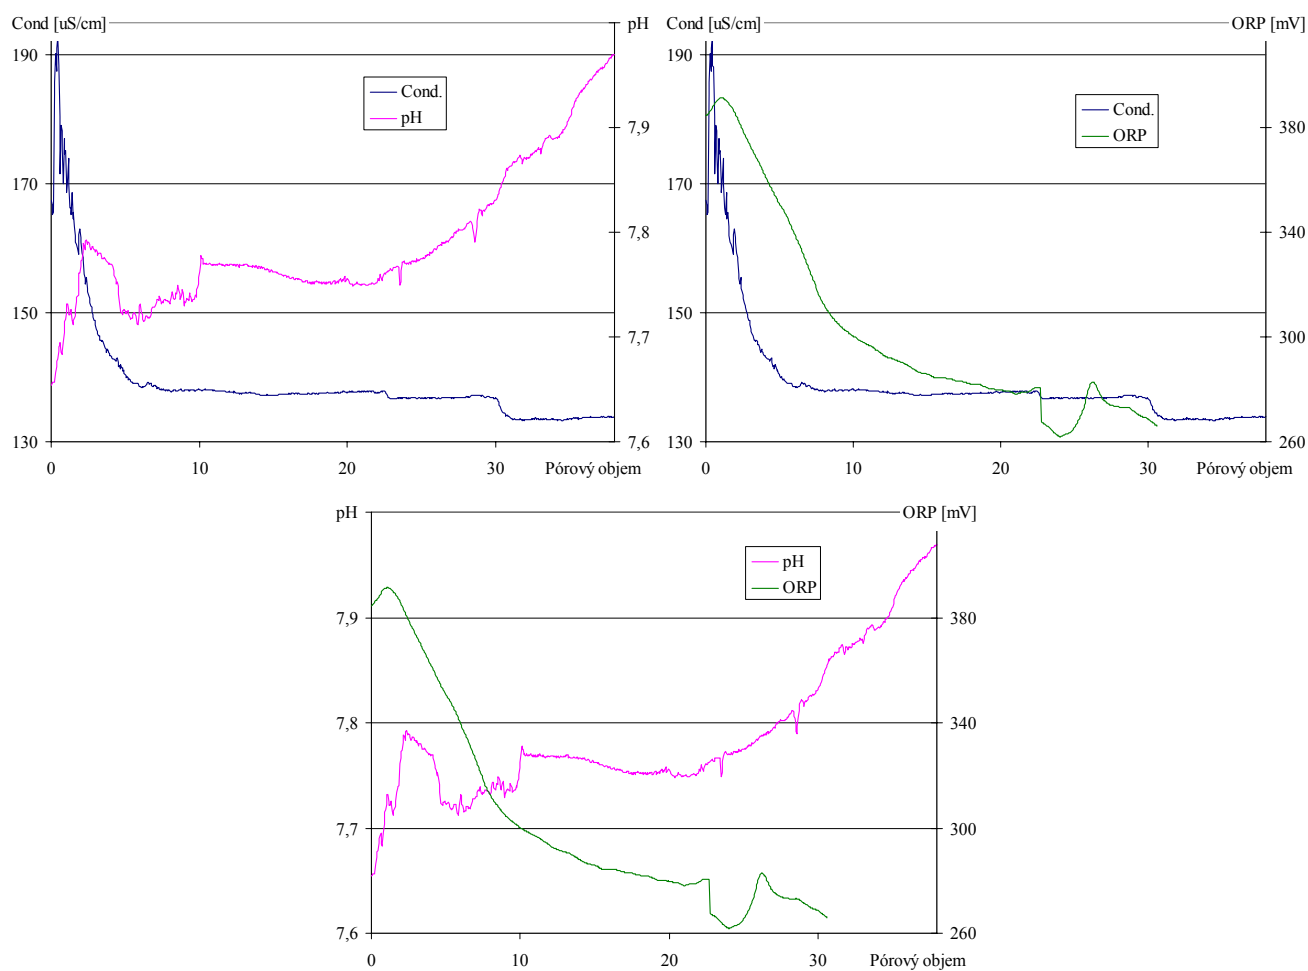 Cond [uS/cm]
pH
190
170
150
130
7,9
7,8
7,7
7,6
Cond.
pH
0
10
20
30
Pórový objem
Cond [uS/cm]
ORP [mV]
190
170
150
130
380
340
300
260
Cond.
ORP
0
10
20
30
Pórový objem
pH
ORP [mV]
7,9
7,8
7,7
7,6
380
340
300
260
pH
ORP
0
10
20
30
Pórový objem